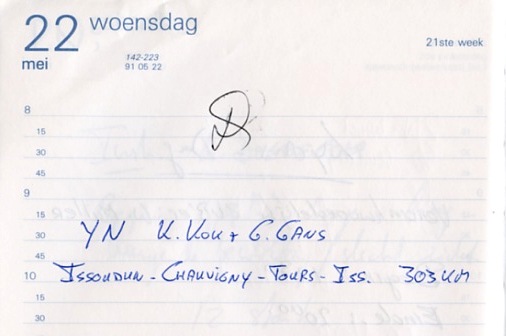 22 woensdag
mei
142-223
91 05 22
21ste week
8
15
30
45
9
15
30 YN K. Kok + G. Gans
45
10 Issoudun - Chauvigny - Tours - Iss. 303 KM
15
30